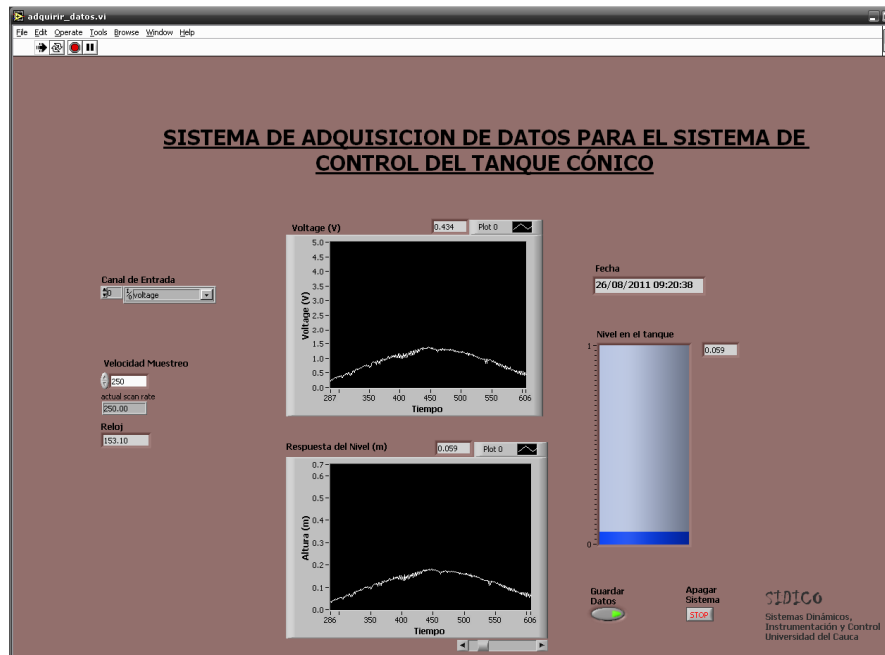 adquirir_datos.vi
File Edit Operate Tools Browse Window Help
SISTEMA DE ADQUISICION DE DATOS PARA EL SISTEMA DE
CONTROL DEL TANQUE CÓNICO
Voltage (V)
0.434
Plot 0
5.0
4.5
4.0
3.5
3.0
2.5
2.0
1.5
1.0
0.5
0.0
Voltage (V)
287 350 400 450 500 550 606
Tiempo
Canal de Entrada
0
voltage
Velocidad Muestreo
250
actual scan rate
250.00
Reloj
153.10
Respuesta del Nivel (m)
0.059
Plot 0
0.7
0.6
0.5
0.4
0.3
0.2
0.1
0.0
Altura (m)
286 350 400 450 500 550 606
Tiempo
Fecha
26/08/2011 09:20:38
Nivel en el tanque
1
0
0.059
Guardar
Datos
Apagar
Sistema
STOP
SIDICO
Sistemas Dinámicos,
Instrumentación y Control
Universidad del Cauca